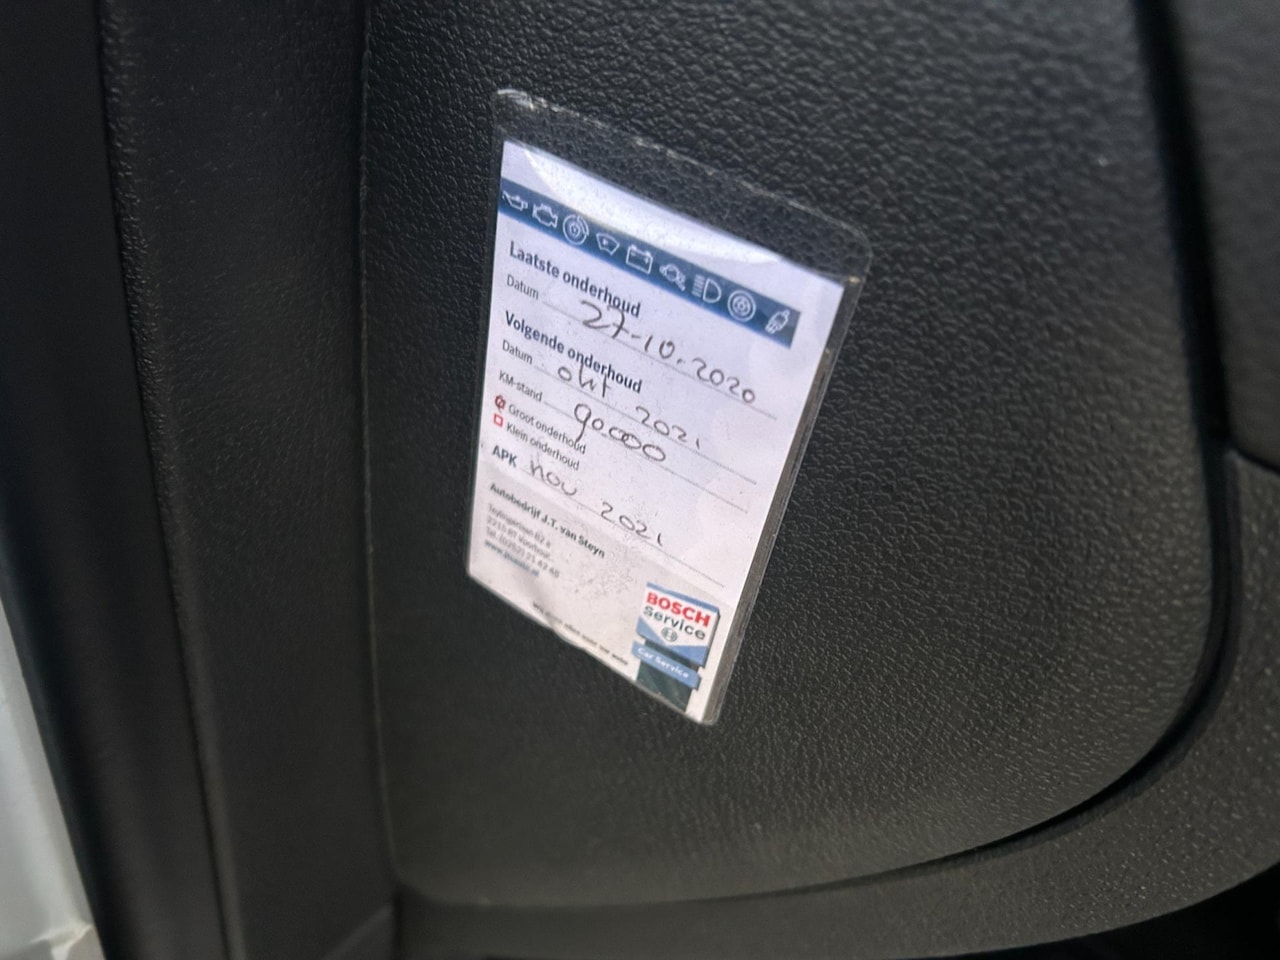 Laatste onderhoud
Datum 27-10-2020
Volgende onderhoud
Datum okt 2021
KM-stand 90.000
Groot onderhoud
Klein onderhoud
APK nov 2021
Autobedrijf J.T. van Steyn
BOSCH
Service
Car Service